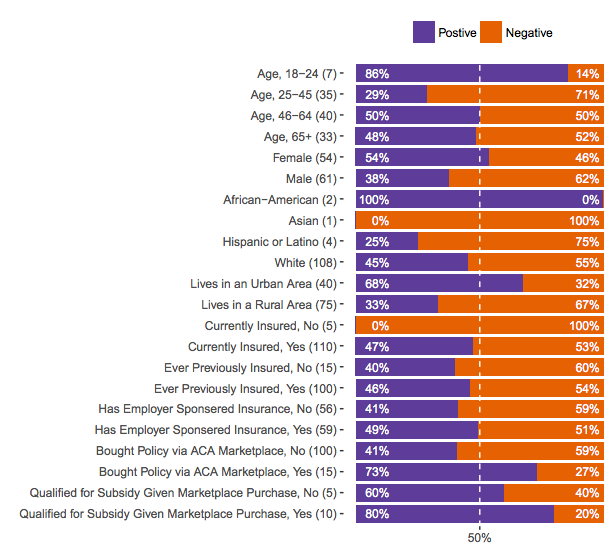 Postive Negative
Age, 18−24 (7) 86% 14%
Age, 25−45 (35) 29% 71%
Age, 46−64 (40) 50% 50%
Age, 65+ (33) 48% 52%
Female (54) 54% 46%
Male (61) 38% 62%
African−American (2) 100% 0%
Asian (1) 0% 100%
Hispanic or Latino (4) 25% 75%
White (108) 45% 55%
Lives in an Urban Area (40) 68% 32%
Lives in a Rural Area (75) 33% 67%
Currently Insured, No (5) 0% 100%
Currently Insured, Yes (110) 47% 53%
Ever Previously Insured, No (15) 40% 60%
Ever Previously Insured, Yes (100) 46% 54%
Has Employer Sponsered Insurance, No (56) 41% 59%
Has Employer Sponsered Insurance, Yes (59) 49% 51%
Bought Policy via ACA Marketplace, No (100) 41% 59%
Bought Policy via ACA Marketplace, Yes (15) 73% 27%
Qualified for Subsidy Given Marketplace Purchase, No (5) 60% 40%
Qualified for Subsidy Given Marketplace Purchase, Yes (10) 80% 20%
50%